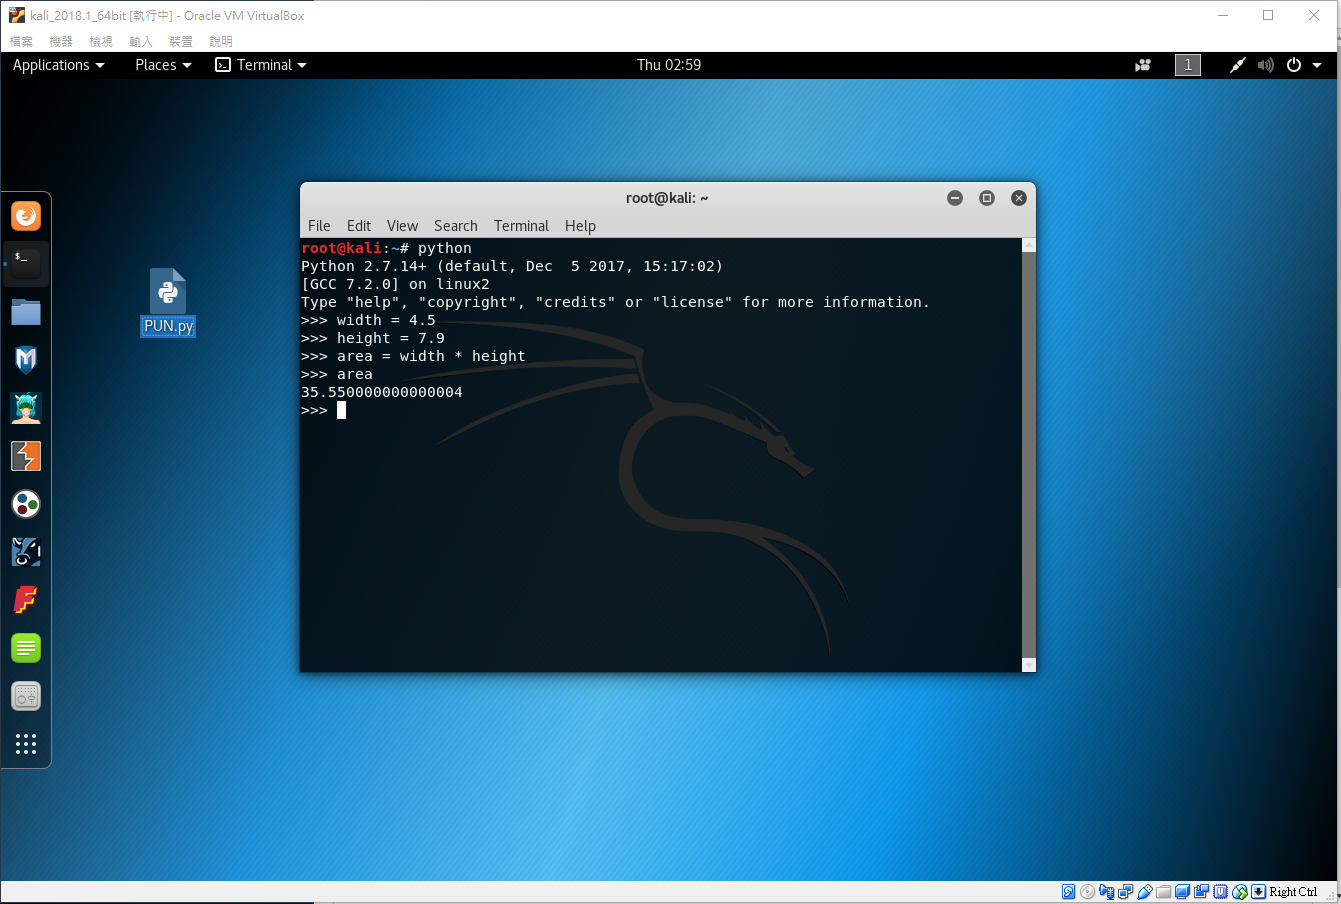 kali_2018.1_64bit [執行中] - Oracle VM VirtualBox
檔案 機器 檢視 輸入 裝置 說明
Applications Places Terminal Thu 02:59 1
PUN.py
root@kali: ~
File Edit View Search Terminal Help
root@kali:~# python
Python 2.7.14+ (default, Dec  5 2017, 15:17:02)
[GCC 7.2.0] on linux2
Type "help", "copyright", "credits" or "license" for more information.
>>> width = 4.5
>>> height = 7.9
>>> area = width * height
>>> area
35.550000000000004
>>>
Right Ctrl